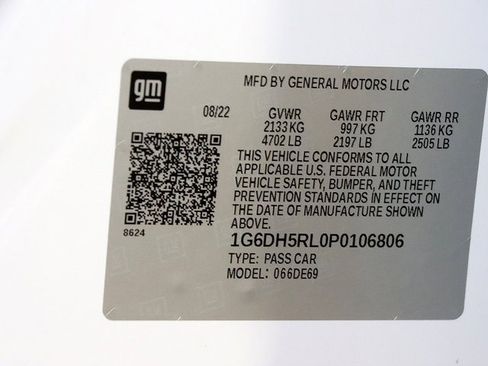 gm
MFD BY GENERAL MOTORS LLC
08/22 GVWR GAWR FRT GAWR RR
2133 KG 997 KG 1136 KG
4702 LB 2197 LB 2505 LB
THIS VEHICLE CONFORMS TO ALL
APPLICABLE U.S. FEDERAL MOTOR
VEHICLE SAFETY, BUMPER, AND THEFT
PREVENTION STANDARDS IN EFFECT ON
THE DATE OF MANUFACTURE SHOWN
ABOVE.
8624
1G6DH5RL0P0106806
TYPE: PASS CAR
MODEL: 066DE69